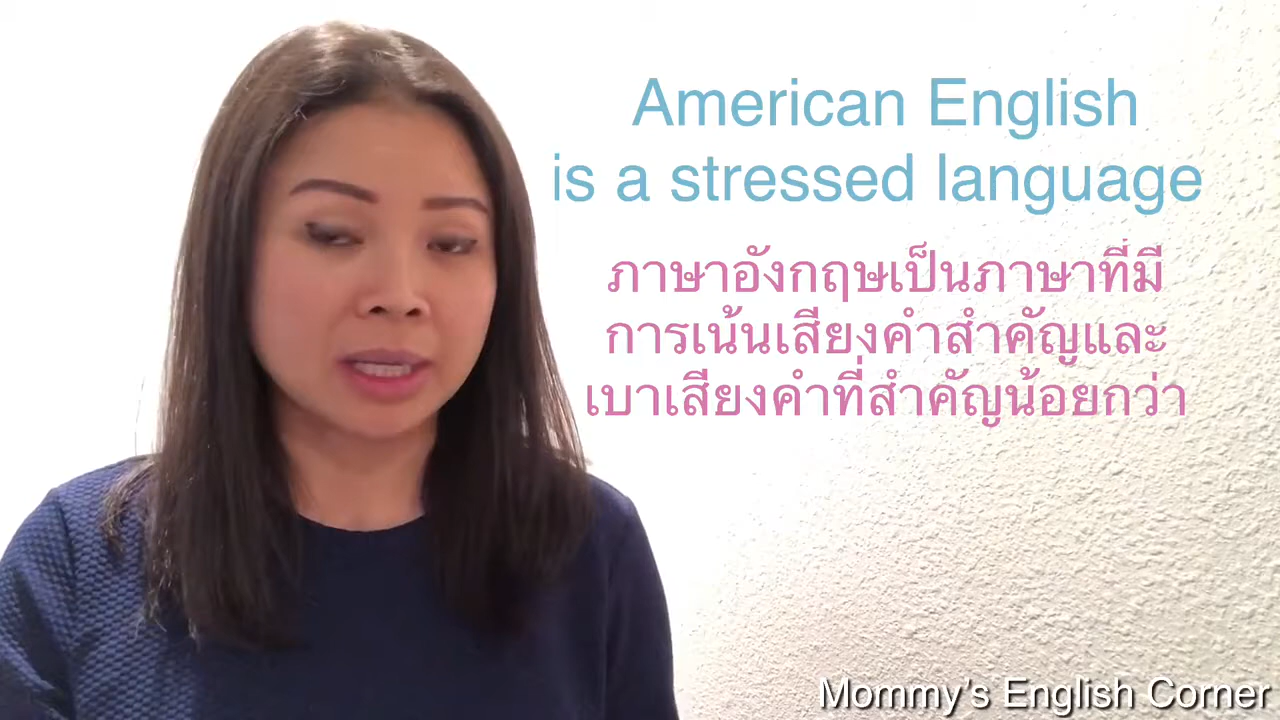 American English
is a stressed language
ภาษาอังกฤษเป็นภาษาที่มี
การเน้นเสียงคำสำคัญและ
เบาเสียงคำที่สำคัญน้อยกว่า
Mommy's English Corner